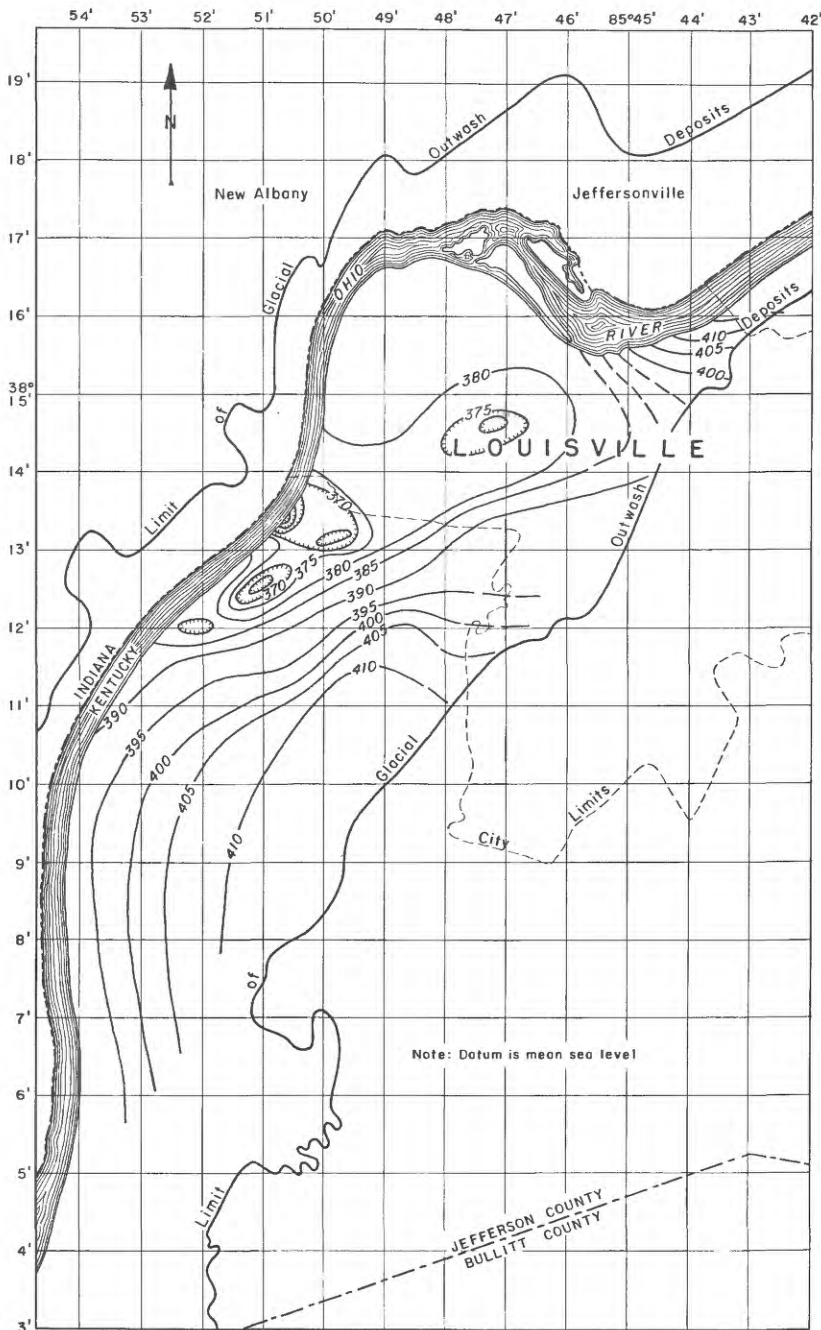 54' 52' 51' 50' 49' 48' 47' 46' 85°45' 44' 43' 42'
19'
18'
17'
16'
38°
15'
14'
13'
12'
11'
10'
9'
8'
7'
6'
5'
4'
3'
N
New Albany
Jeffersonville
Limit of Glacial Outwash Deposits
OHIO RIVER
410
405
400
380
375
LOUISVILLE
370
375
370
380
385
390
395
400
405
410
INDIANA
KENTUCKY
390
395
400
405
410
Limit of Glacial Outwash Deposits
City Limits
Note: Datum is mean sea level
JEFFERSON COUNTY
BULLITT COUNTY